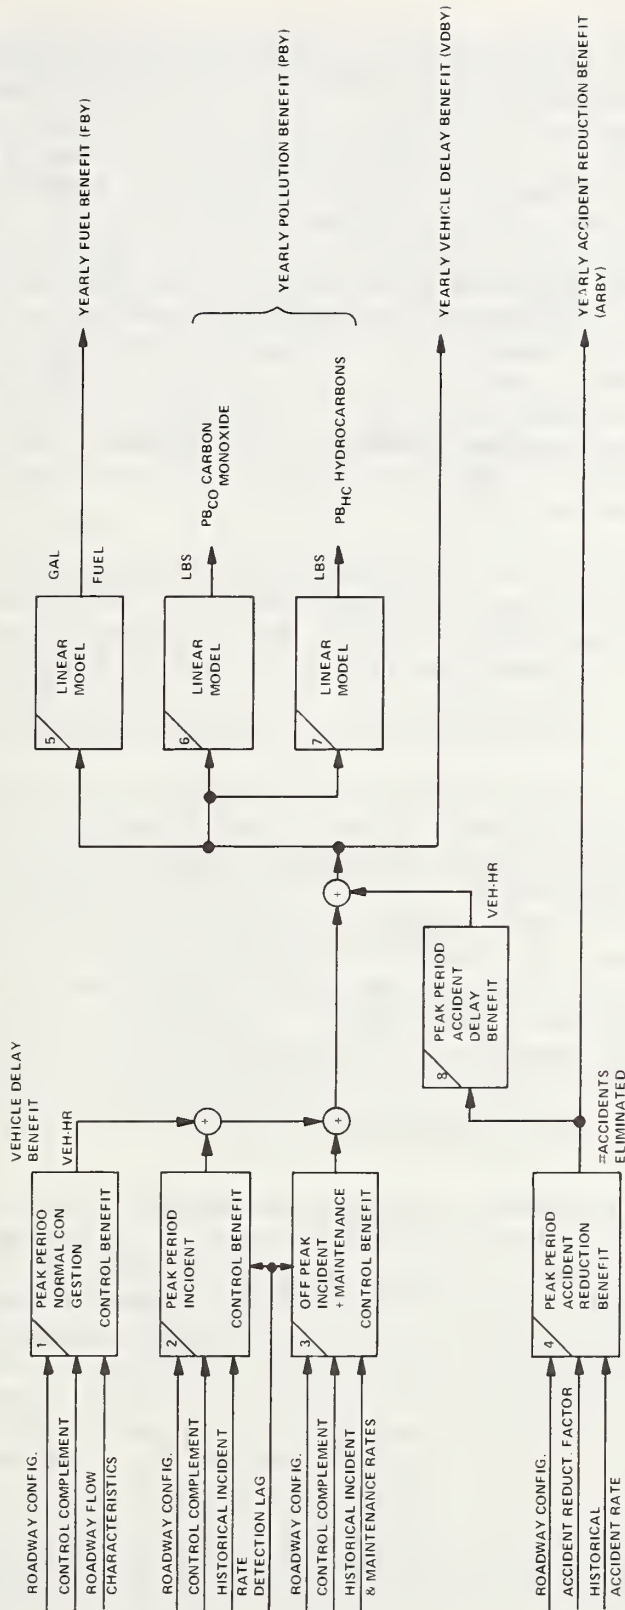 ROADWAY CONFIG.
CONTROL COMPLEMENT
ROADWAY FLOW
CHARACTERISTICS
1
PEAK PERIOD
NORMAL CON
GESTION
CONTROL BENEFIT
VEHICLE DELAY
BENEFIT
VEH-HR
ROADWAY CONFIG.
CONTROL COMPLEMENT
HISTORICAL INCIDENT
RATE
DETECTION LAG
2
PEAK PERIOD
INCIOENT
CONTROL BENEFIT
+
ROADWAY CONFIG.
CONTROL COMPLEMENT
HISTORICAL INCIDENT
& MAINTENANCE RATES
3
OFF PEAK
INCIDENT
+ MAINTENANCE
CONTROL BENEFIT
+
ROADWAY CONFIG.
ACCIDENT REDUCT. FACTOR
HISTORICAL
ACCIDENT RATE
4
PEAK PERIOD
ACCIDENT
REDUCTION
BENEFIT
#ACCIDENTS
ELIMINATED
8
PEAK PERIOD
ACCIDENT
DELAY
BENEFIT
VEH-HR
+
5
LINEAR
MOOEL
GAL
FUEL
YEARLY FUEL BENEFIT (FBY)
6
LINEAR
MODEL
LBS
PBCO CARBON
MONOXIDE
7
LINEAR
MODEL
LBS
PBHC HYDROCARBONS
YEARLY POLLUTION BENEFIT (PBY)
YEARLY VEHICLE DELAY BENEFIT (VDBY)
YEARLY ACCIDENT REDUCTION BENEFIT
(ARBY)